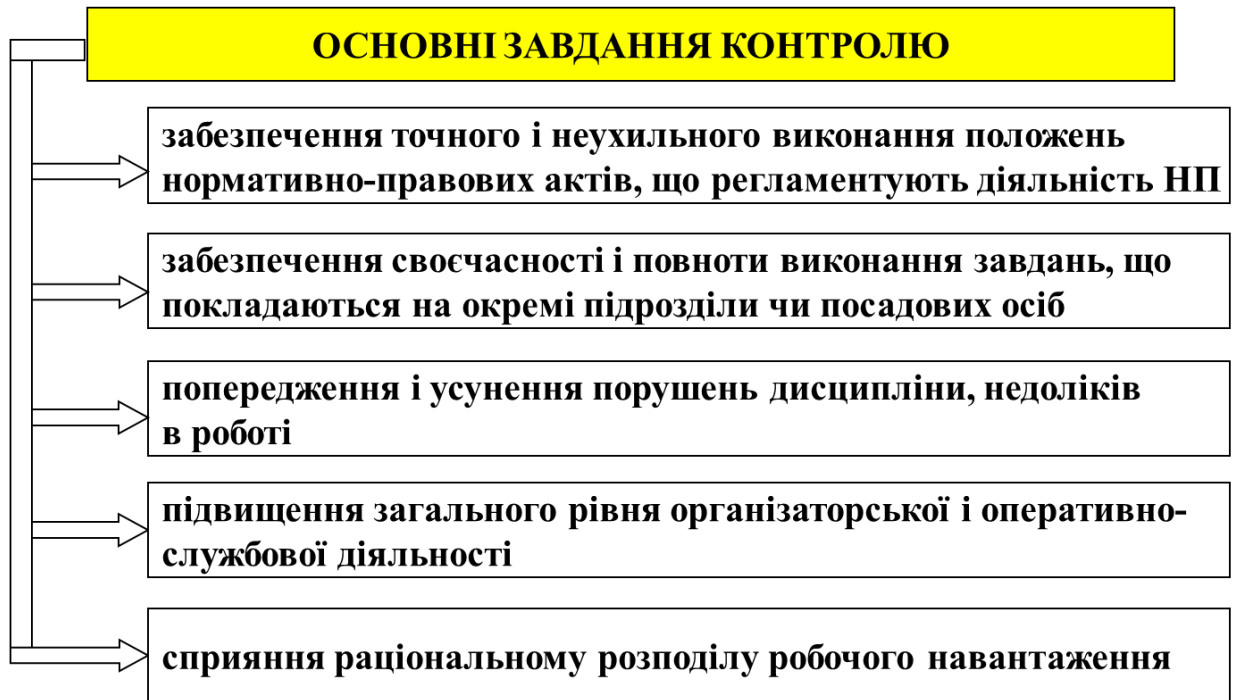 ОСНОВНІ ЗАВДАННЯ КОНТРОЛЮ
забезпечення точного і неухильного виконання положень
нормативно-правових актів, що регламентують діяльність НП
забезпечення своєчасності і повноти виконання завдань, що
покладаються на окремі підрозділи чи посадових осіб
попередження і усунення порушень дисципліни, недоліків
в роботі
підвищення загального рівня організаторської і оперативно-
службової діяльності
сприяння раціональному розподілу робочого навантаження